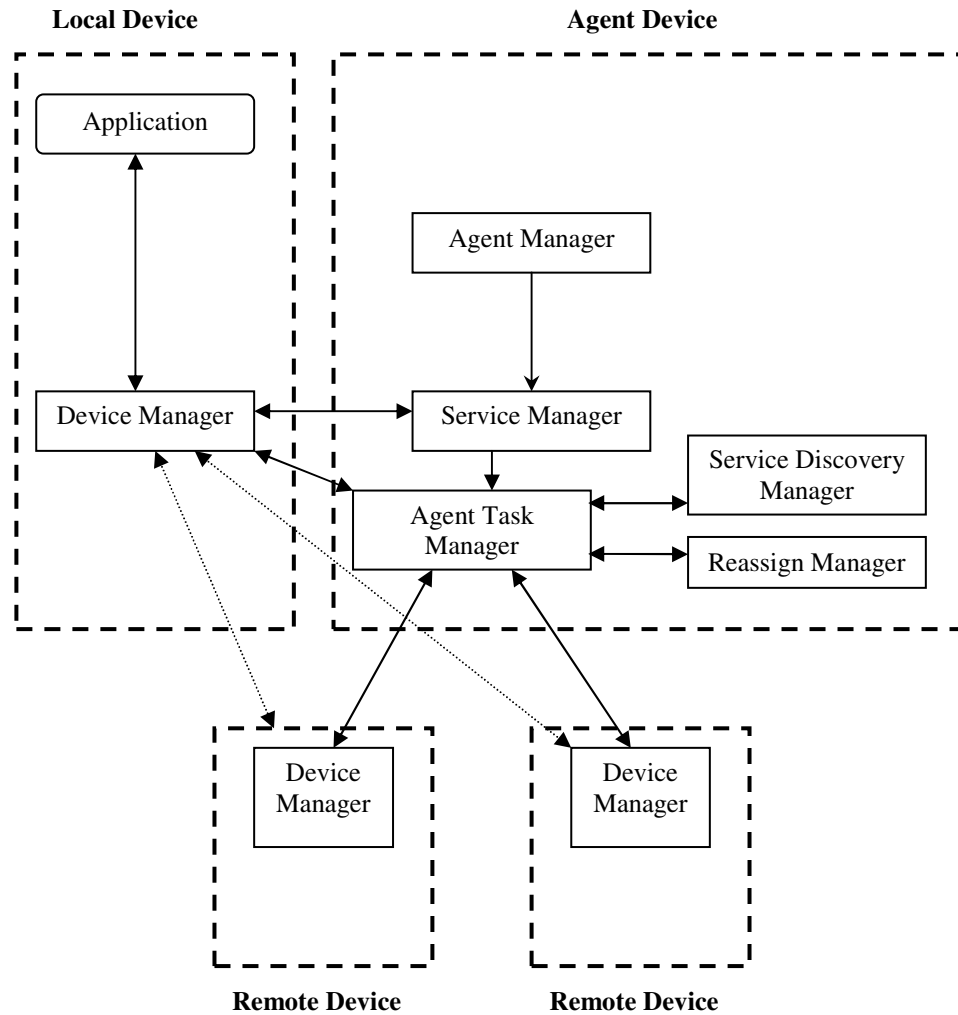 Local Device
Agent Device
Application
Agent Manager
Device Manager
Service Manager
Service Discovery
Manager
Agent Task
Manager
Reassign Manager
Device
Manager
Device
Manager
Remote Device
Remote Device